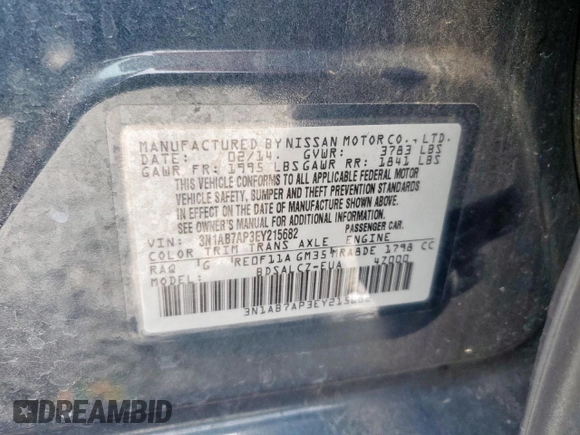 MANUFACTURED BY NISSAN MOTOR CO., LTD.
DATE: 02/14 GVWR: 3783 LBS
GAWR FR: 1995 LBS GAWR RR: 1841 LBS
THIS VEHICLE CONFORMS TO ALL APPLICABLE FEDERAL MOTOR
VEHICLE SAFETY, BUMPER AND THEFT PREVENTION STANDARDS
IN EFFECT ON THE DATE OF MANUFACTURE SHOWN ABOVE.
SEE OWNER'S MANUAL FOR ADDITIONAL INFORMATION.
VIN: 3N1AB7AP3EY215682 PASSENGER CAR
COLOR TRIM TRANS AXLE ENGINE
RAQ G RE0F11A GM35 MRA8DE 1798 CC
MODEL: BDSALCZ-EUA 47000
3N1AB7AP3EY215682
DREAMBID